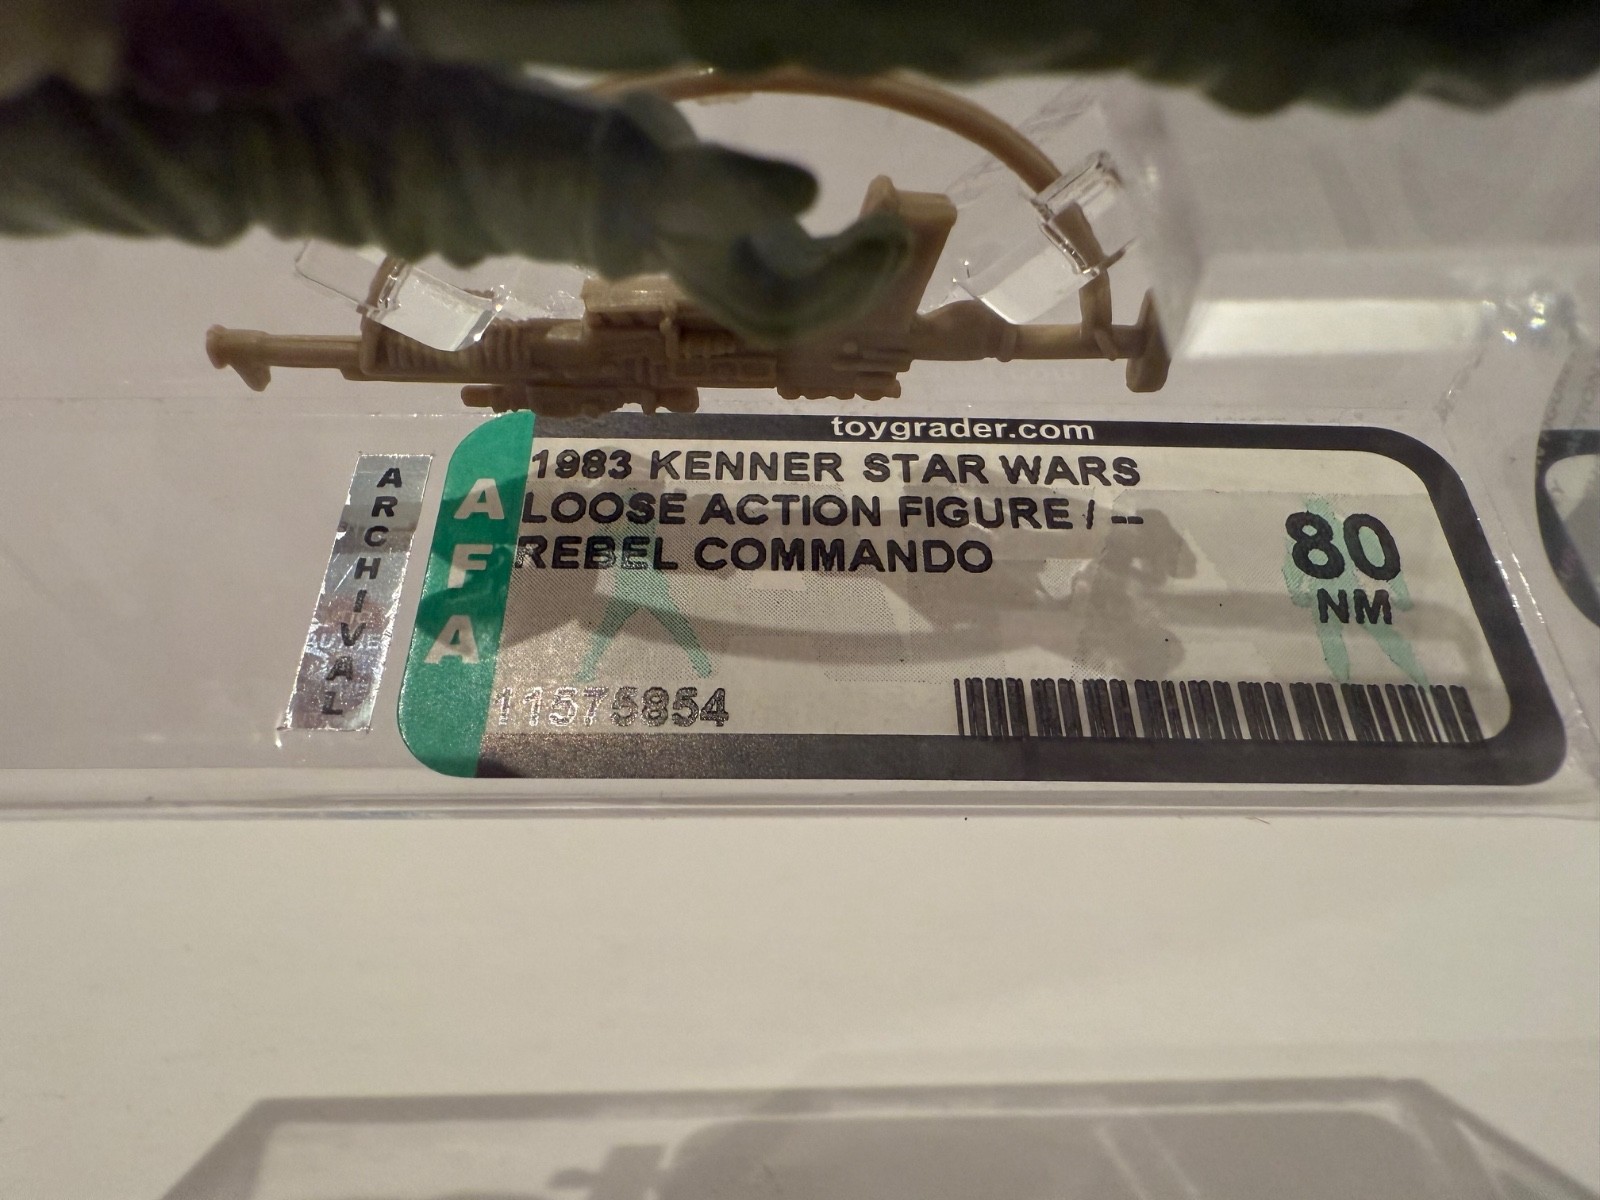 toygrader.com
ARCHIVAL
AFA
1983 KENNER STAR WARS
LOOSE ACTION FIGURE / --
REBEL COMMANDO
80
NM
11575854